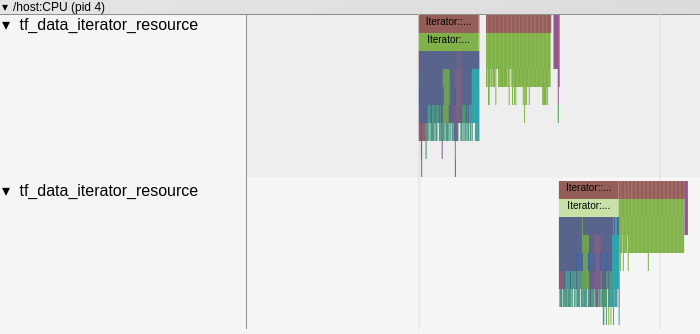 ▾ /host:CPU (pid 4)
▾ tf_data_iterator_resource
Iterator::...
Iterator:...
▾ tf_data_iterator_resource
Iterator::...
Iterator:...